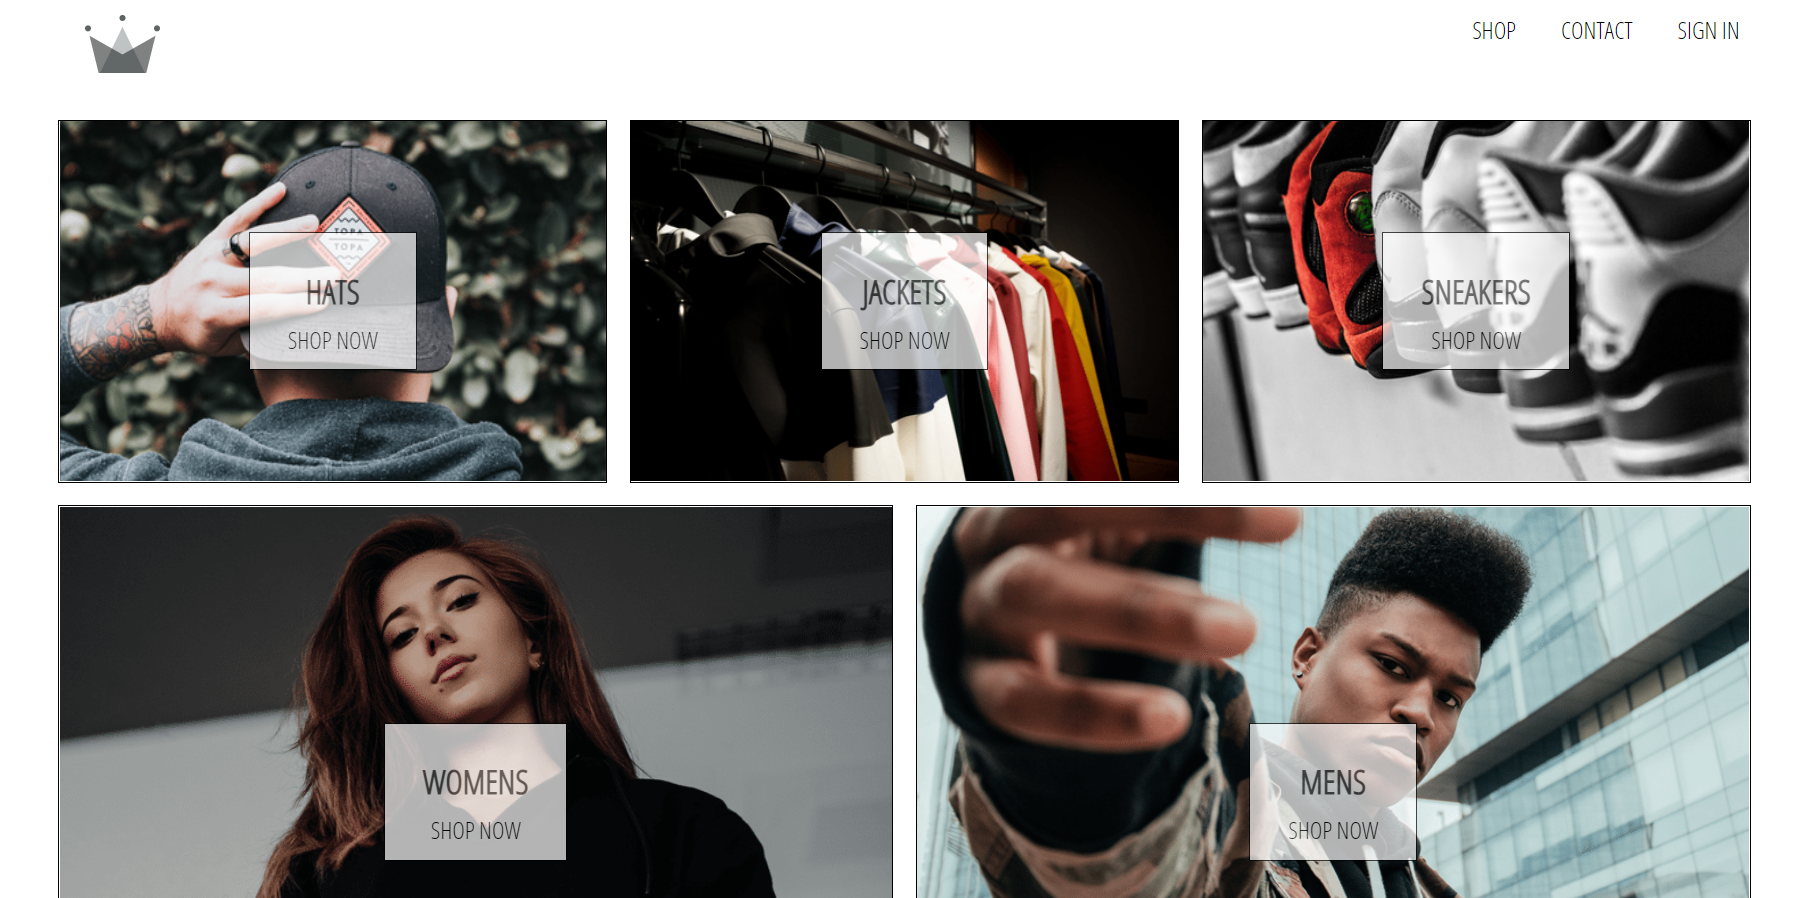 SHOP
CONTACT
SIGN IN
TOPA
TOPA
HATS
SHOP NOW
JACKETS
SHOP NOW
SNEAKERS
SHOP NOW
WOMENS
SHOP NOW
MENS
SHOP NOW